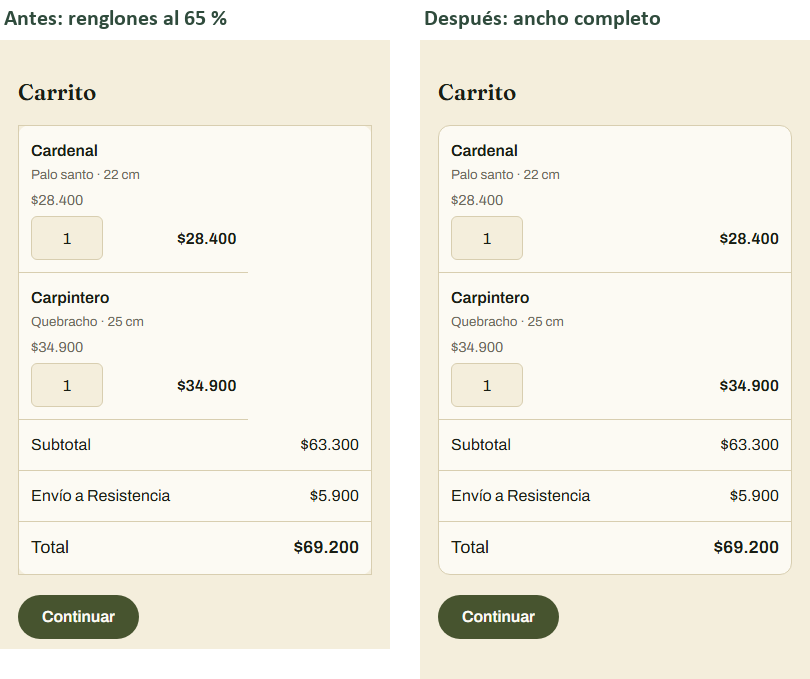 Antes: renglones al 65 %
Carrito
Cardenal
Palo santo · 22 cm
$28.400
1 $28.400
Carpintero
Quebracho · 25 cm
$34.900
1 $34.900
Subtotal $63.300
Envío a Resistencia $5.900
Total $69.200
Continuar
Después: ancho completo
Carrito
Cardenal
Palo santo · 22 cm
$28.400
1 $28.400
Carpintero
Quebracho · 25 cm
$34.900
1 $34.900
Subtotal $63.300
Envío a Resistencia $5.900
Total $69.200
Continuar